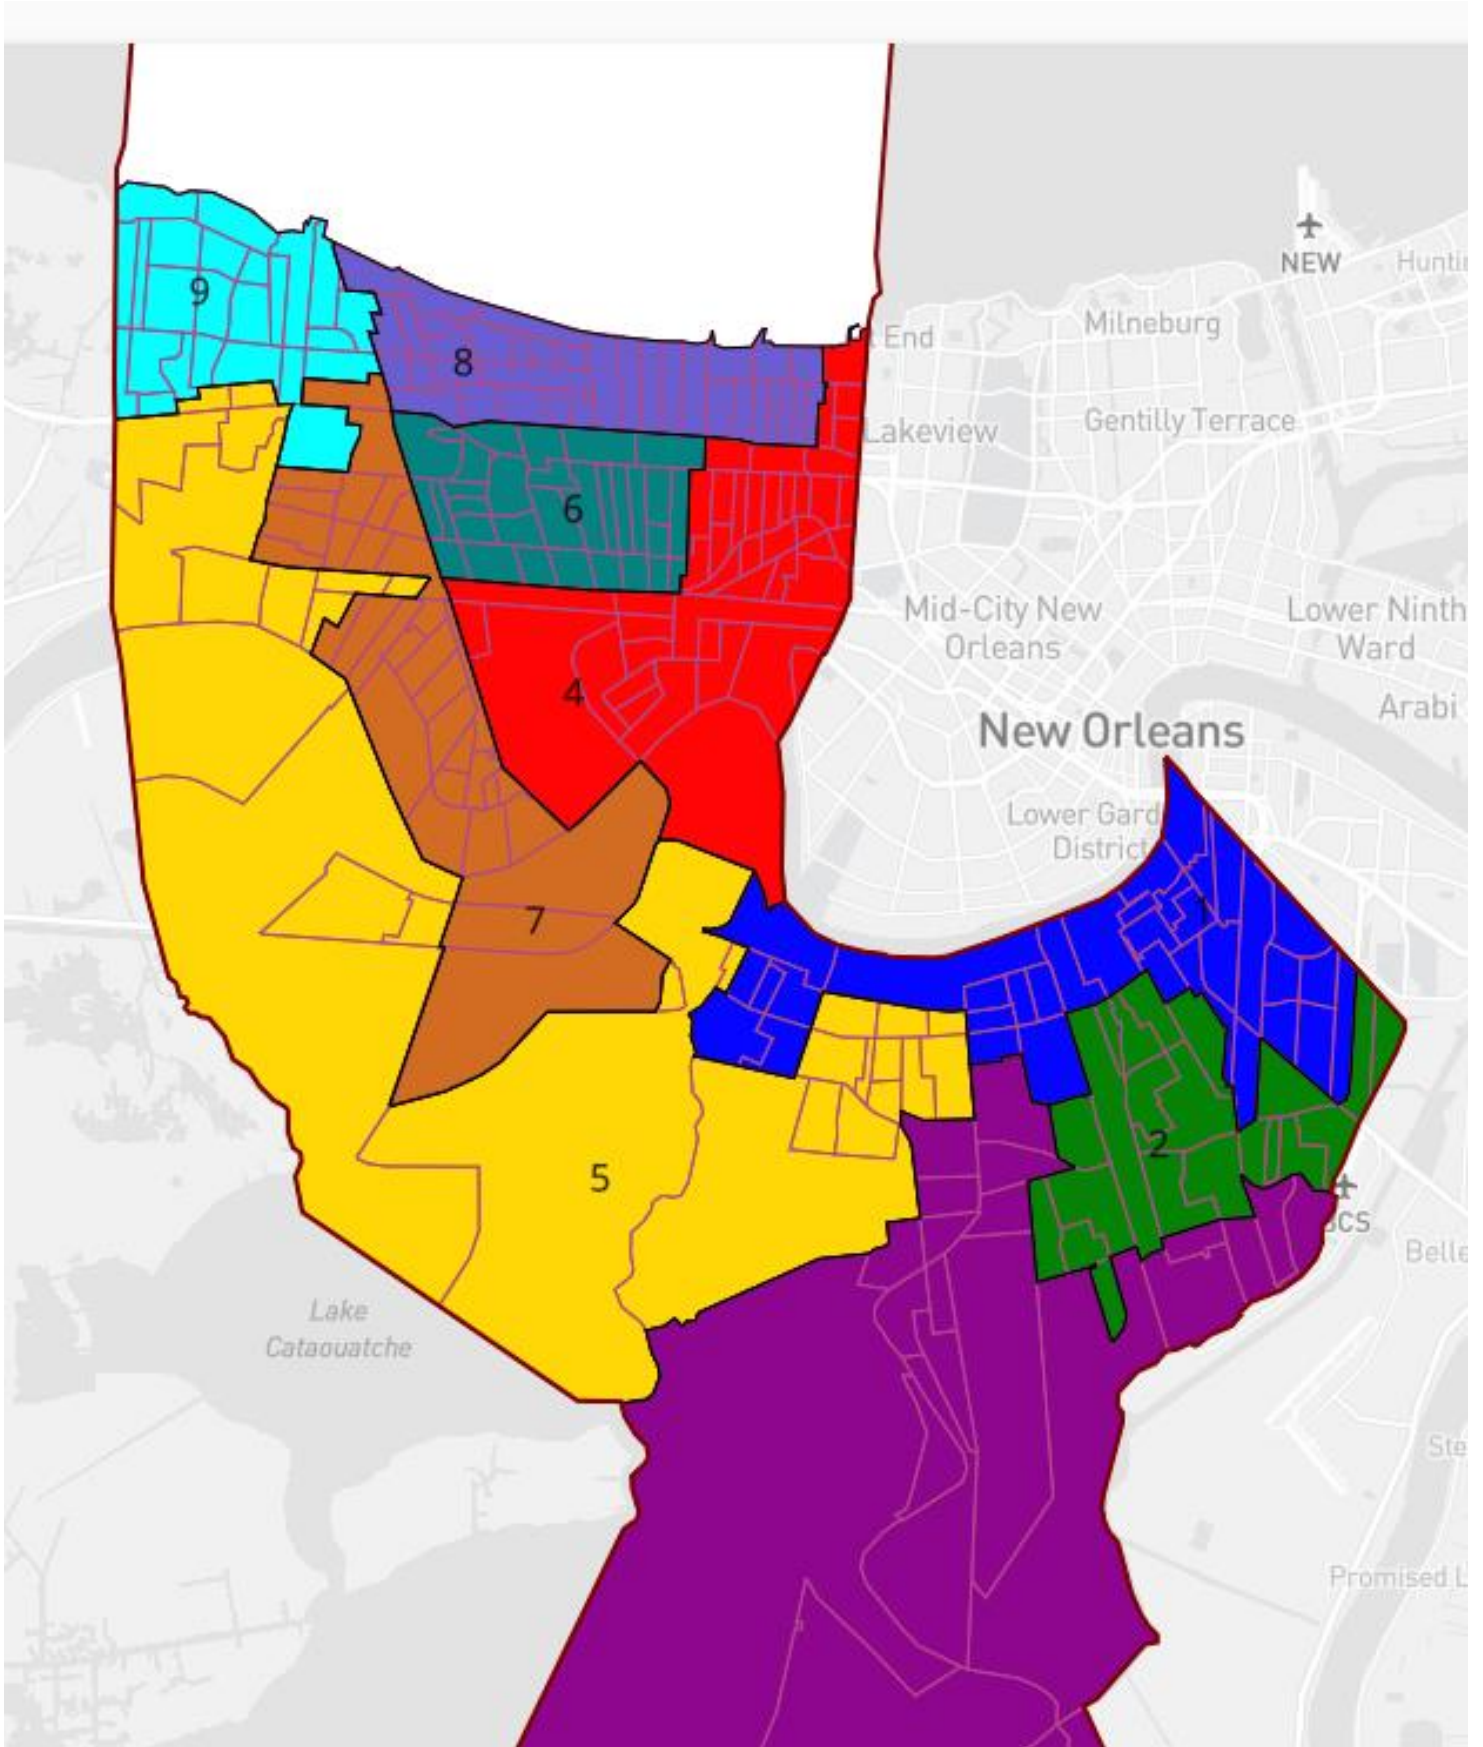 NEW
Hunti
9
l End
Milneburg
8
Lakeview
Gentilly Terrace
6
Mid-City New
Orleans
Lower Ninth
Ward
4
Arabi
New Orleans
Lower Gard
District
7
1
5
2
BCS
Belle
Lake
Cataouatche
Ste
Promised L